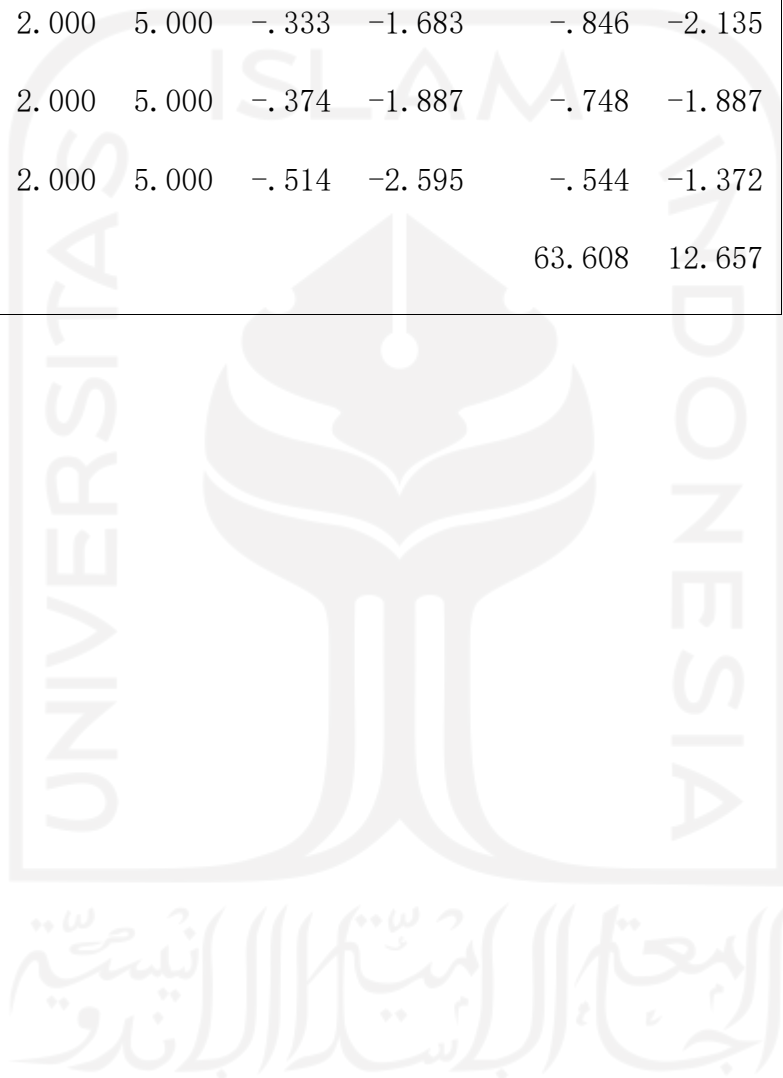 2.000 5.000 -.333 -1.683 -.846 -2.135
2.000 5.000 -.374 -1.887 -.748 -1.887
2.000 5.000 -.514 -2.595 -.544 -1.372
63.608 12.657
ISLAM
UNIVERSITAS
INDONESIA